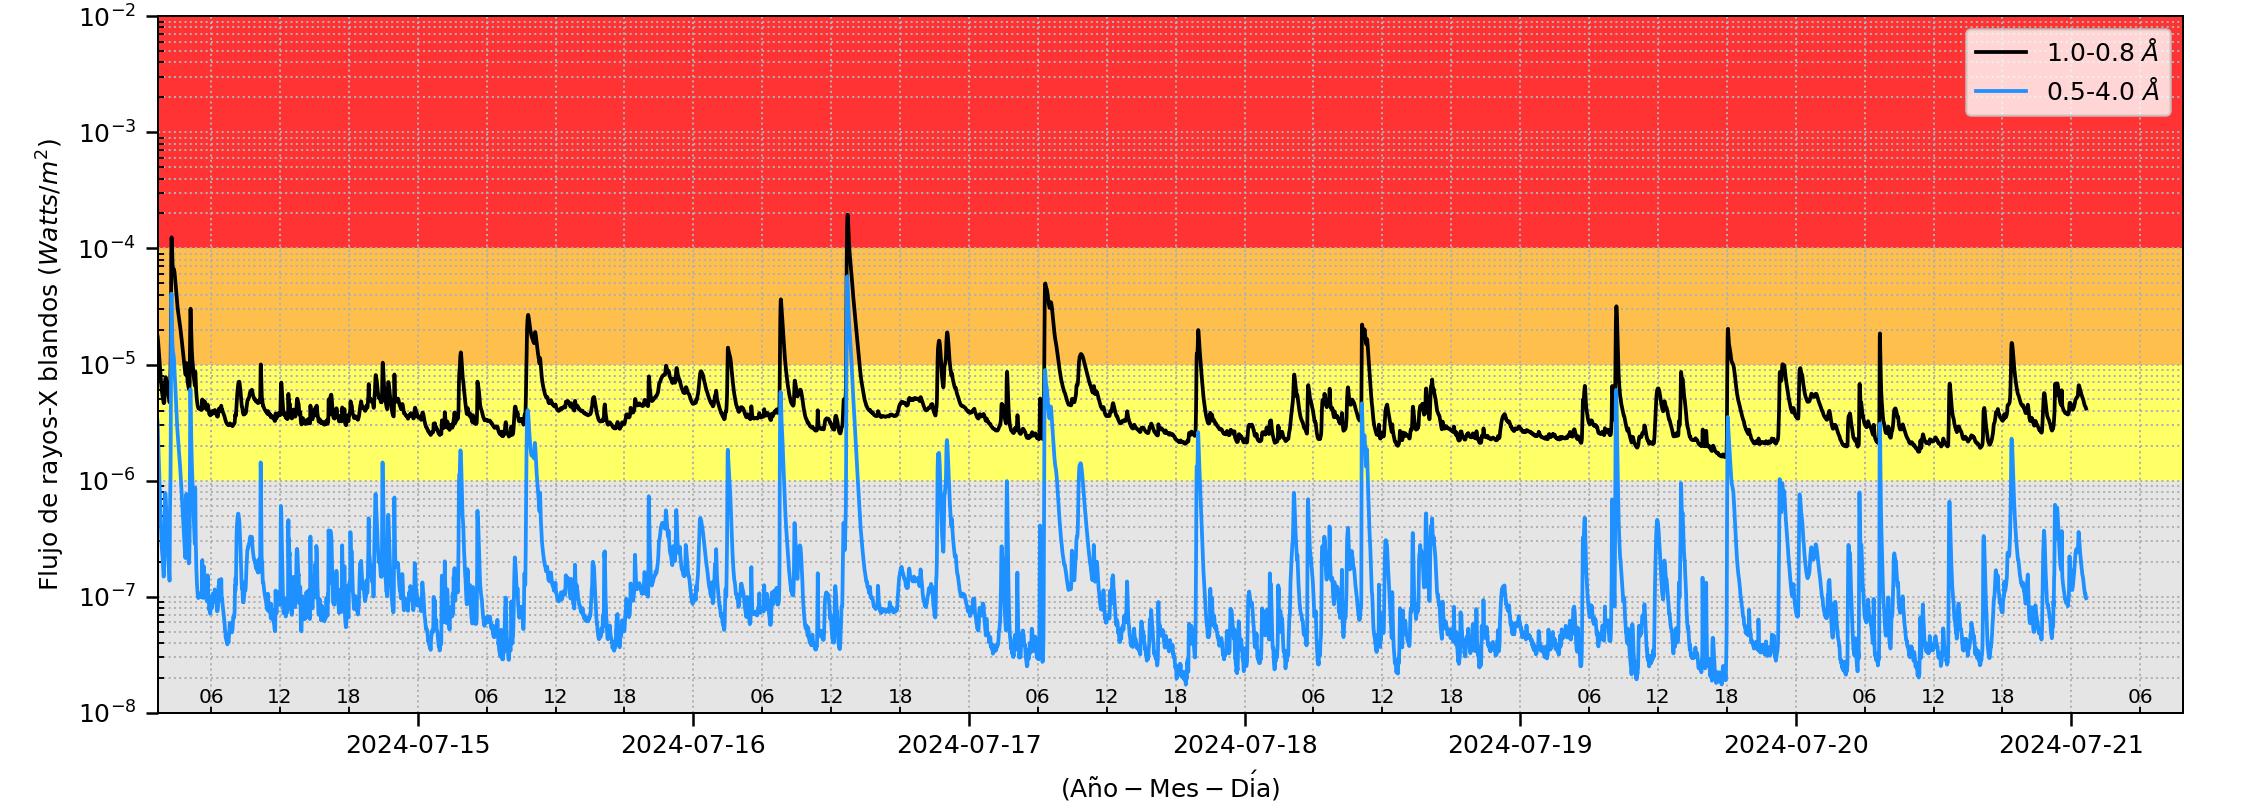 10⁻²
10⁻³
10⁻⁴
10⁻⁵
10⁻⁶
10⁻⁷
10⁻⁸
Flujo de rayos-X blandos (Watts/m²)
1.0-0.8 Å
0.5-4.0 Å
06 12 18 06 12 18 06 12 18 06 12 18 06 12 18 06 12 18 06 12 18 06
2024-07-15 2024-07-16 2024-07-17 2024-07-18 2024-07-19 2024-07-20 2024-07-21
(Año − Mes − Día)